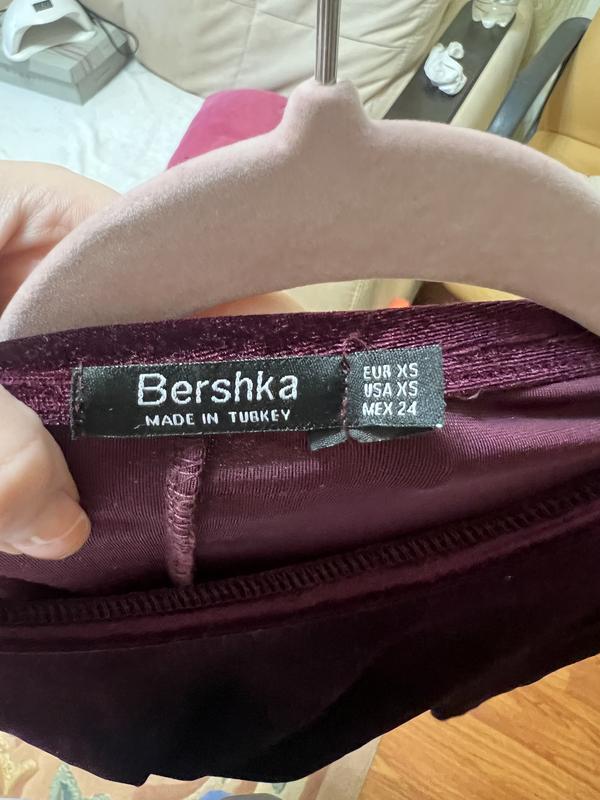 Bershka
MADE IN TURKEY
EUR XS
USA XS
MEX 24